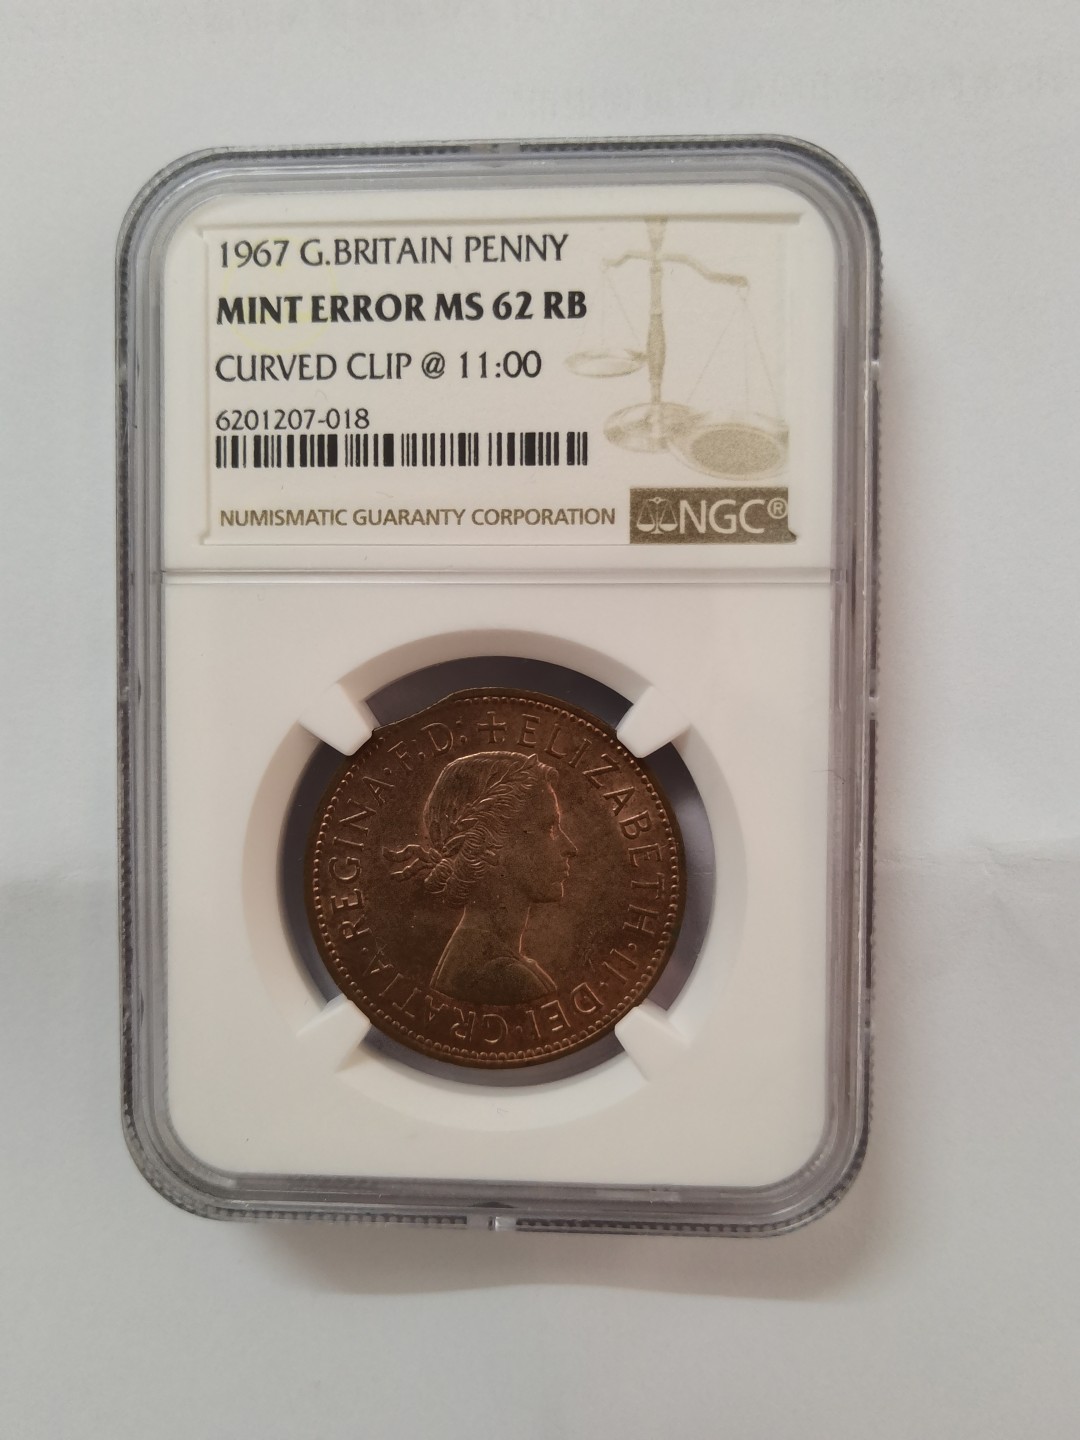 1967 G.BRITAIN PENNY
MINT ERROR MS 62 RB
CURVED CLIP @ 11:00
6201207-018
NUMISMATIC GUARANTY CORPORATION
NGC®
+ELIZABETH·II·DEI·GRATIA·REGINA·F:D: